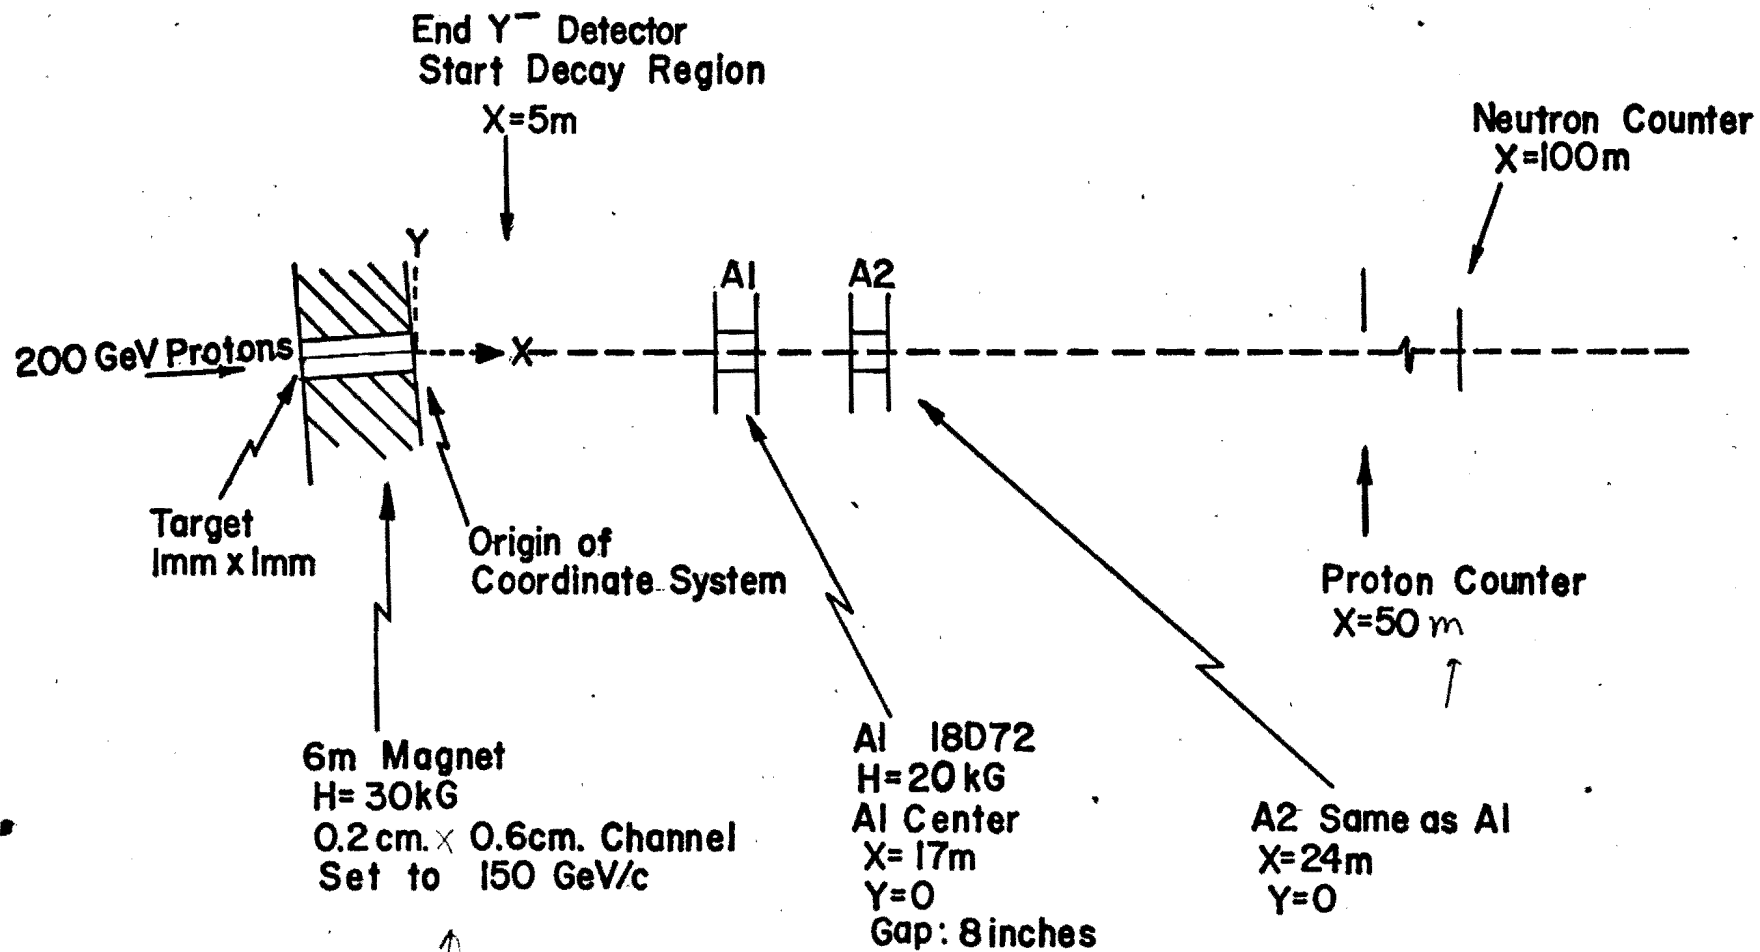 End Y⁻ Detector
Start Decay Region
X=5m
Neutron Counter
X=100m
Y
A1
A2
200 GeV Protons
X
Target
1mm x 1mm
Origin of
Coordinate System
Proton Counter
X=50 m
6m Magnet
H= 30kG
0.2 cm. x 0.6cm. Channel
Set to 150 GeV/c
A1 18D72
H=20 kG
A1 Center
X= 17m
Y=0
Gap: 8 inches
A2 Same as A1
X=24m
Y=0